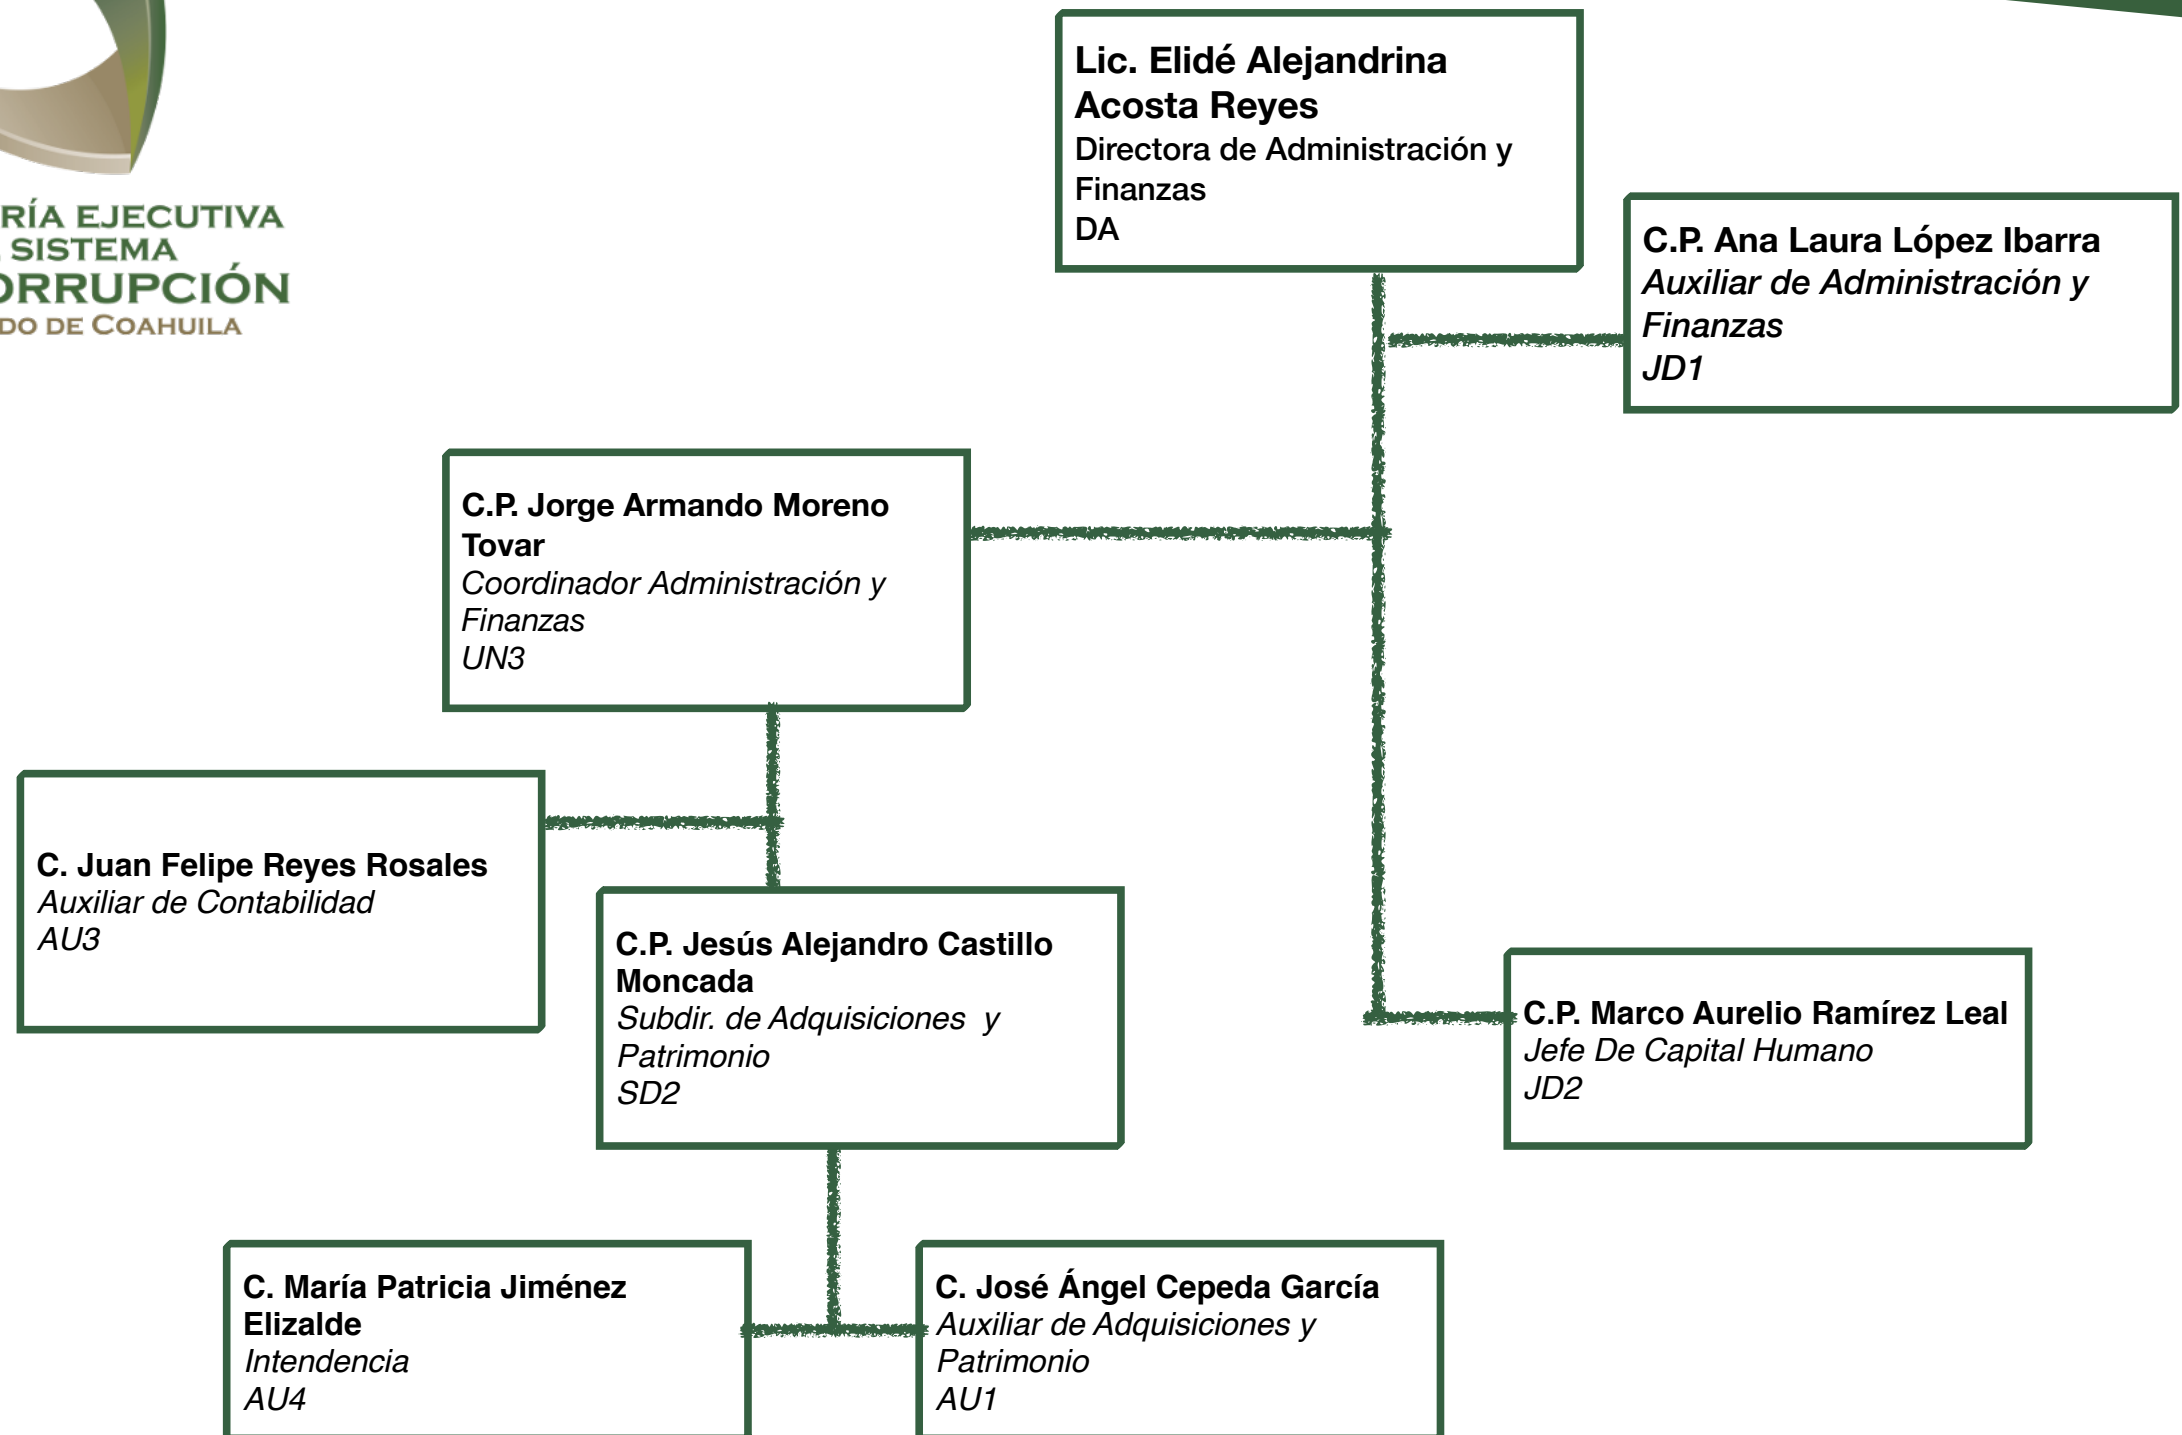 RÍA EJECUTIVA
SISTEMA
ORRUPCIÓN
DO DE COAHUILA
Lic. Elidé Alejandrina
Acosta Reyes
Directora de Administración y
Finanzas
DA
C.P. Ana Laura López Ibarra
Auxiliar de Administración y
Finanzas
JD1
C.P. Jorge Armando Moreno
Tovar
Coordinador Administración y
Finanzas
UN3
C. Juan Felipe Reyes Rosales
Auxiliar de Contabilidad
AU3
C.P. Jesús Alejandro Castillo
Moncada
Subdir. de Adquisiciones y
Patrimonio
SD2
C.P. Marco Aurelio Ramírez Leal
Jefe De Capital Humano
JD2
C. María Patricia Jiménez
Elizalde
Intendencia
AU4
C. José Ángel Cepeda García
Auxiliar de Adquisiciones y
Patrimonio
AU1